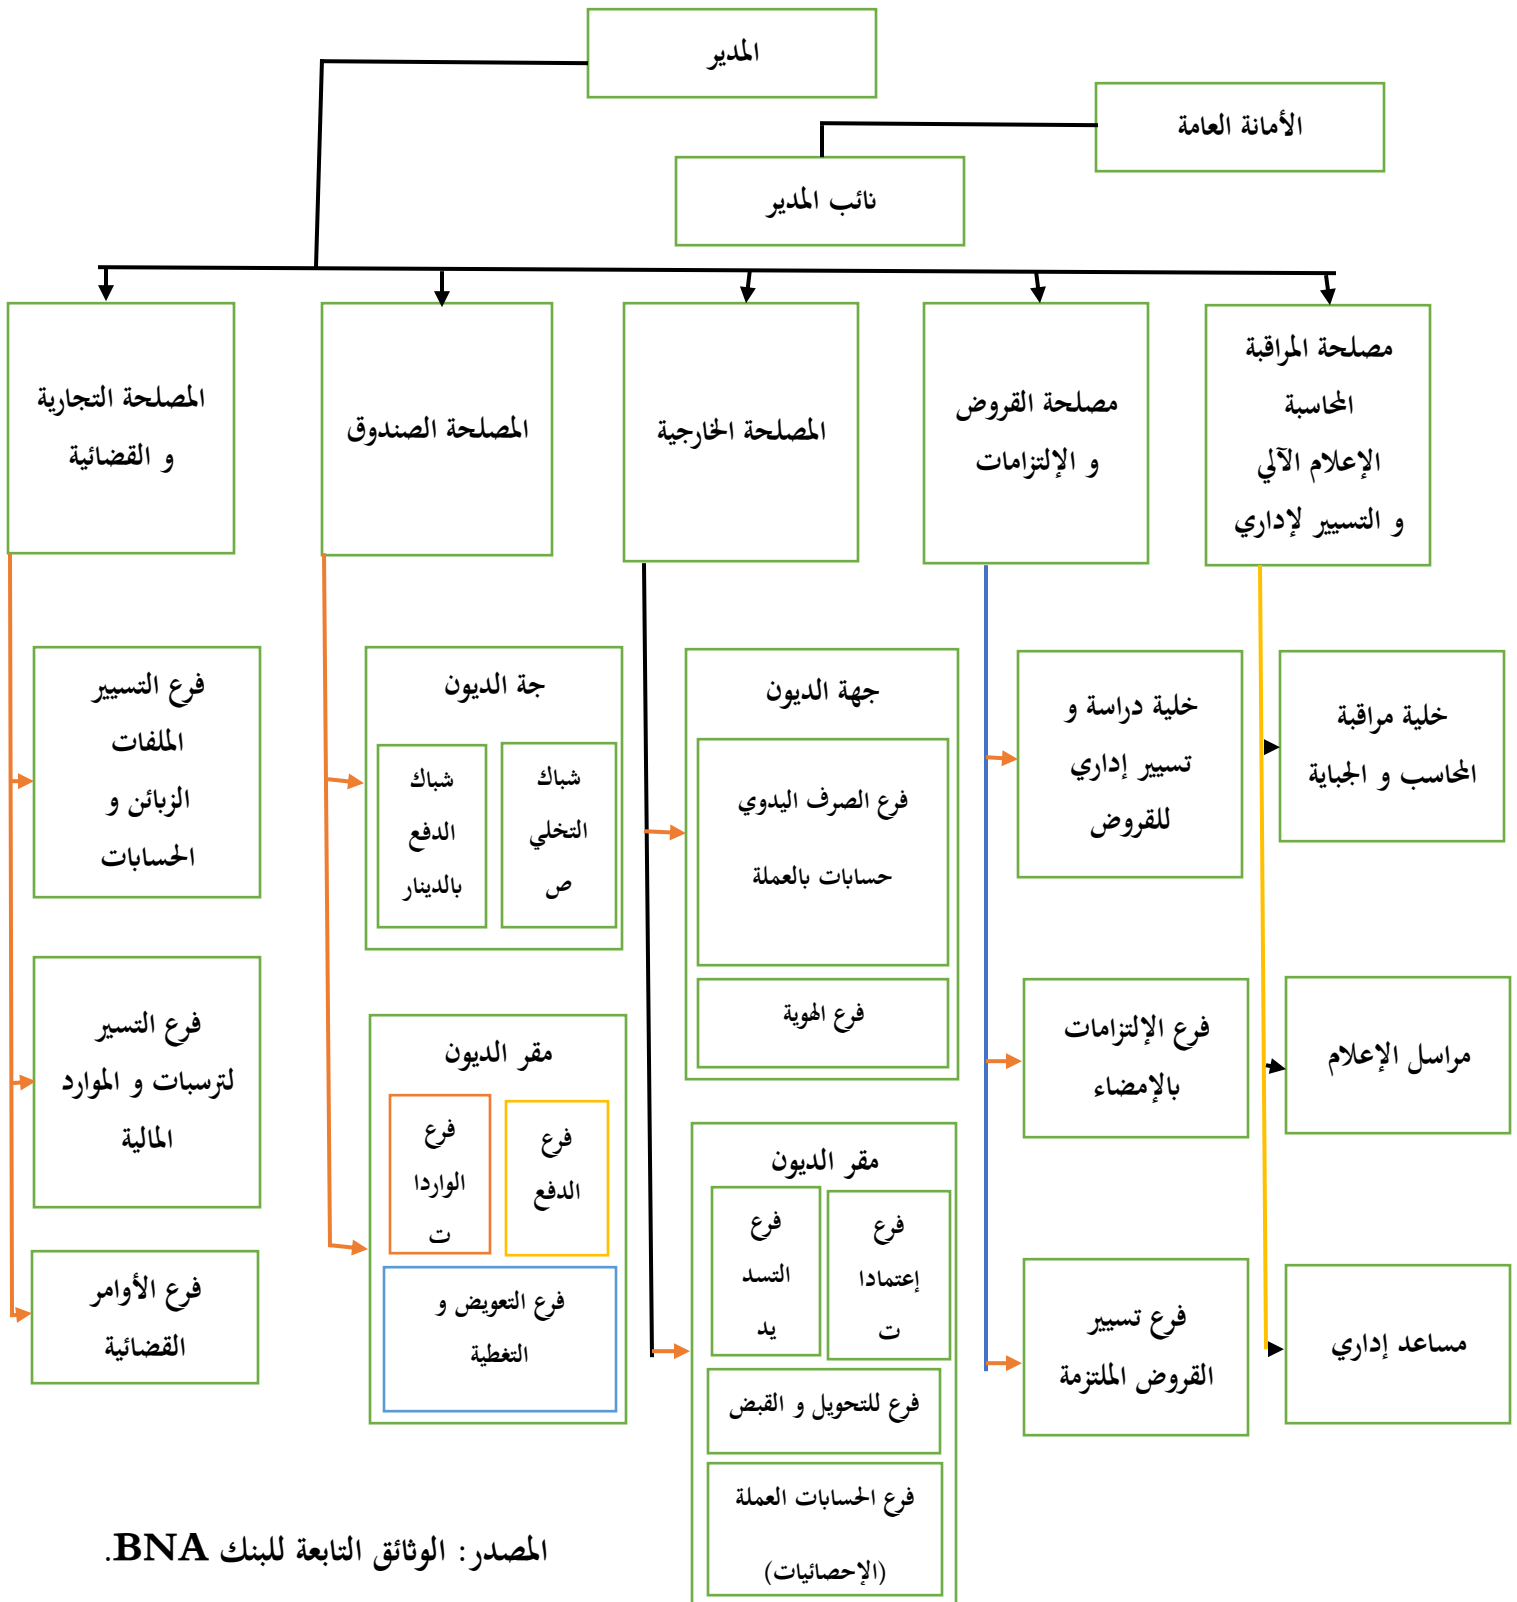 المدير
الأمانة العامة
نائب المدير
مصلحة المراقبة
المحاسبة
الإعلام الآلي
و التسيير لإداري
مصلحة القروض
و الإلتزامات
المصلحة الخارجية
المصلحة الصندوق
المصلحة التجارية
و القضائية
خلية مراقبة
المحاسب و الجباية
مراسل الإعلام
مساعد إداري
خلية دراسة و
تسيير إداري
للقروض
فرع الإلتزامات
بالإمضاء
فرع تسيير
القروض الملتزمة
جهة الديون
فرع الصرف اليدوي
حسابات بالعملة
فرع الهوية
مقر الديون
فرع
إعتمادا
ت
فرع
التسد
يد
فرع للتحويل و القبض
فرع الحسابات العملة
(الإحصائيات)
جة الديون
شباك
التخلي
ص
شباك
الدفع
بالدينار
مقر الديون
فرع
الدفع
فرع
الواردا
ت
فرع التعويض و
التغطية
فرع التسيير
الملفات
الزبائن و
الحسابات
فرع التسير
لترسبات و الموارد
المالية
فرع الأوامر
القضائية
المصدر: الوثائق التابعة للبنك BNA.